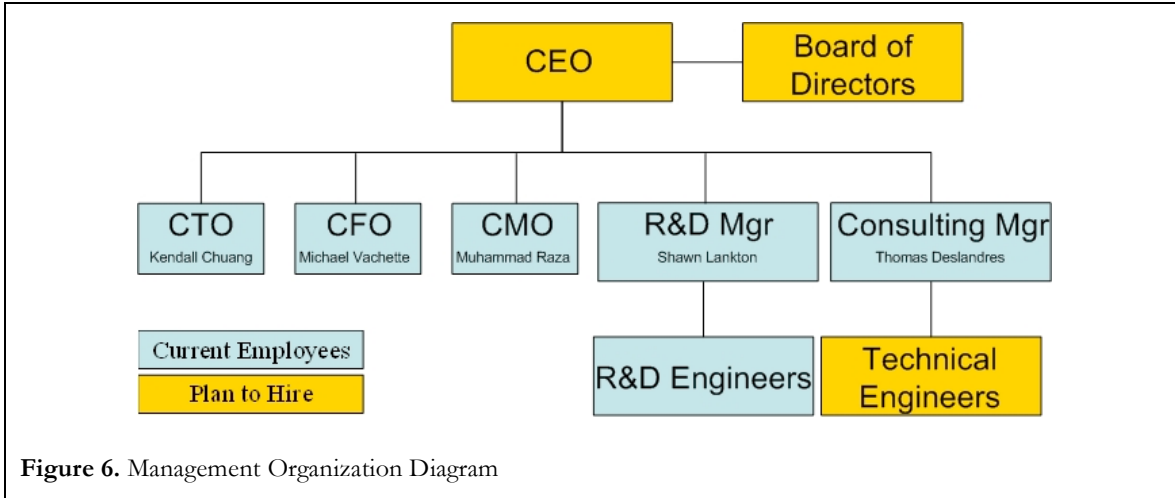 CEO
Board of
Directors
CTO
Kendall Chuang
CFO
Michael Vachette
CMO
Muhammad Raza
R&D Mgr
Shawn Lankton
Consulting Mgr
Thomas Deslandres
Current Employees
Plan to Hire
R&D Engineers
Technical
Engineers
Figure 6. Management Organization Diagram